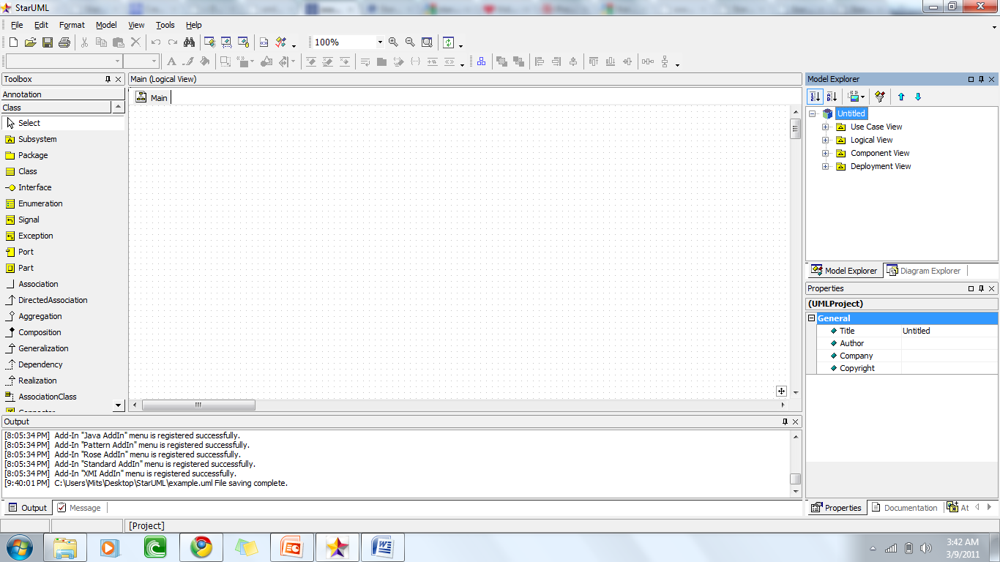 StarUML
File Edit Format Model View Tools Help
100%
Toolbox
Annotation
Class
Select
Subsystem
Package
Class
Interface
Enumeration
Signal
Exception
Port
Part
Association
DirectedAssociation
Aggregation
Composition
Generalization
Dependency
Realization
AssociationClass
Connector
Main (Logical View)
Main
Model Explorer
Untitled
Use Case View
Logical View
Component View
Deployment View
Model Explorer Diagram Explorer
Properties
(UMLProject)
General
Title Untitled
Author
Company
Copyright
Output
[8:05:34 PM] Add-In "Java AddIn" menu is registered successfully.
[8:05:34 PM] Add-In "Pattern AddIn" menu is registered successfully.
[8:05:34 PM] Add-In "Rose AddIn" menu is registered successfully.
[8:05:34 PM] Add-In "Standard AddIn" menu is registered successfully.
[8:05:34 PM] Add-In "XMI AddIn" menu is registered successfully.
[9:40:01 PM] C:\Users\Mits\Desktop\StarUML\example.uml File saving complete.
Output Message
Properties Documentation At
[Project]
3:42 AM
3/9/2011